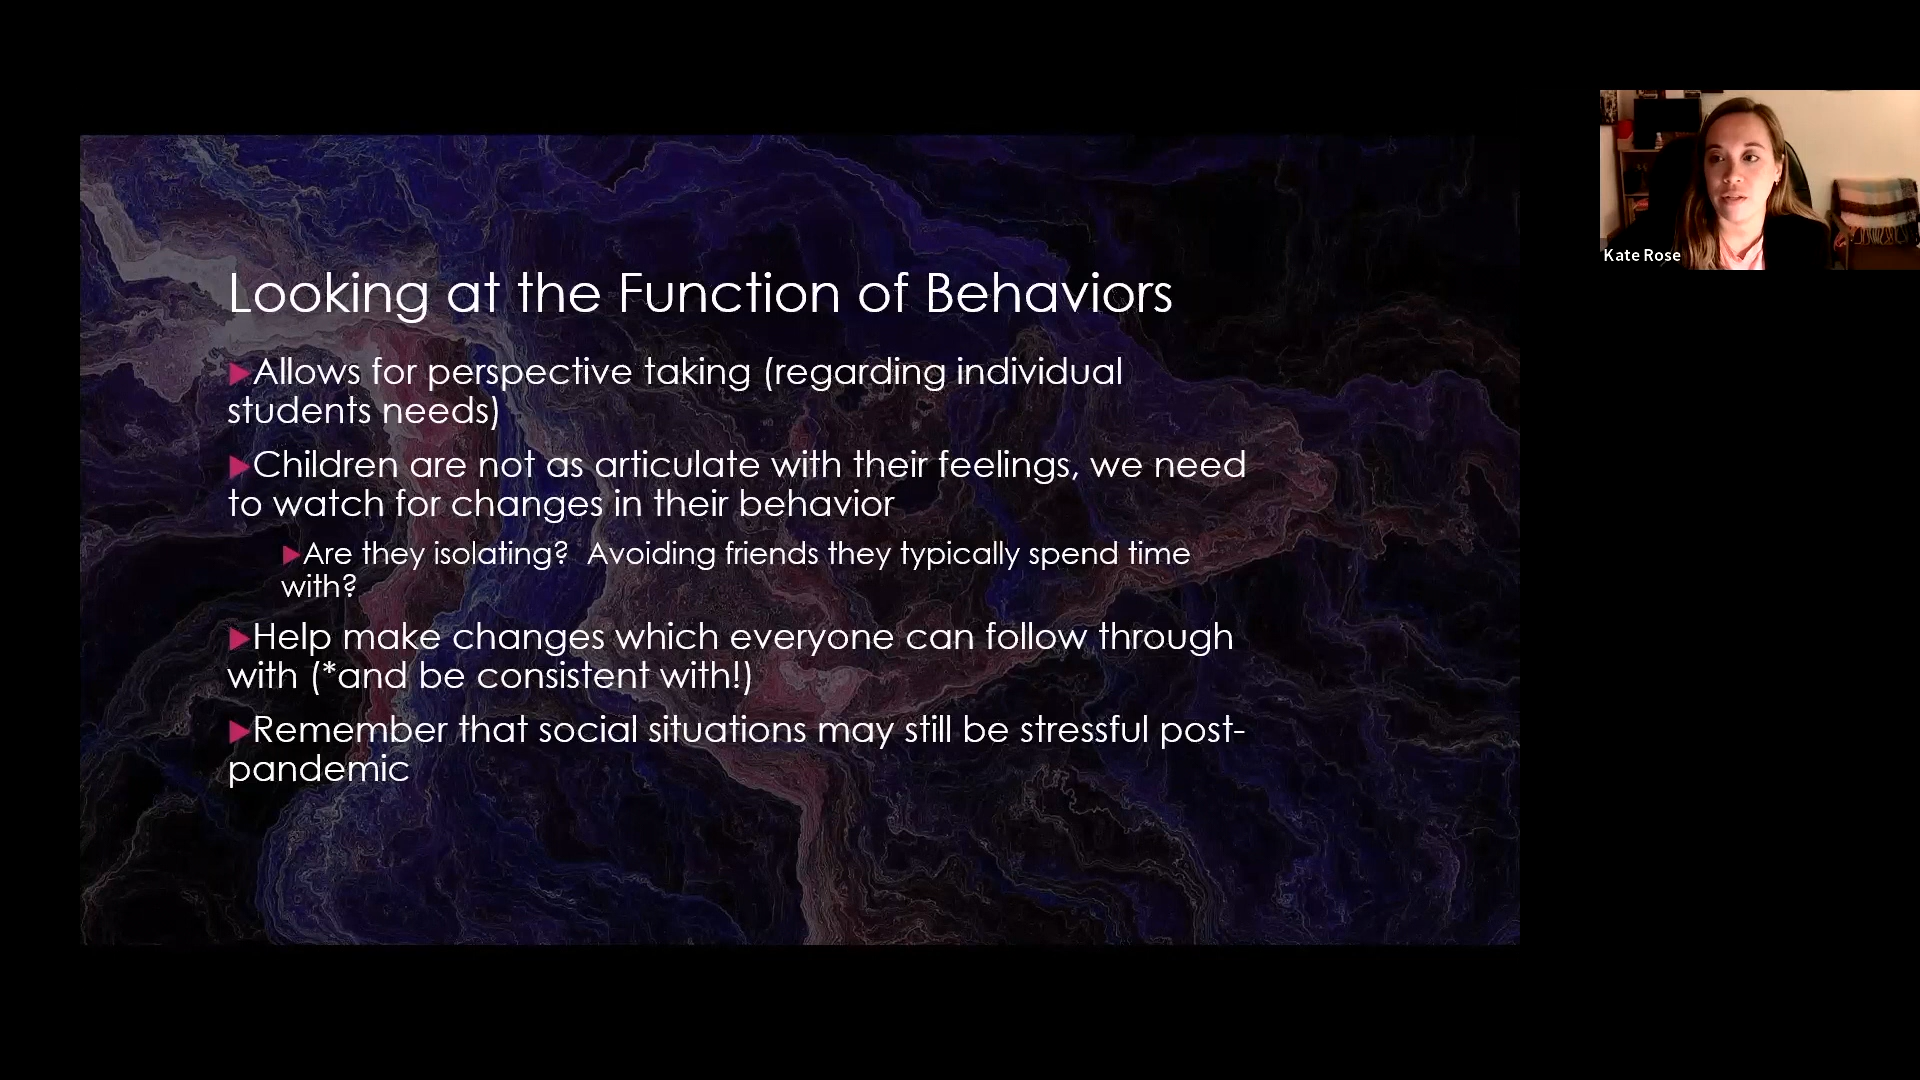 Looking at the Function of Behaviors
Allows for perspective taking (regarding individual
students needs)
Children are not as articulate with their feelings, we need
to watch for changes in their behavior
Are they isolating?  Avoiding friends they typically spend time
with?
Help make changes which everyone can follow through
with (*and be consistent with!)
Remember that social situations may still be stressful post-
pandemic
Kate Rose